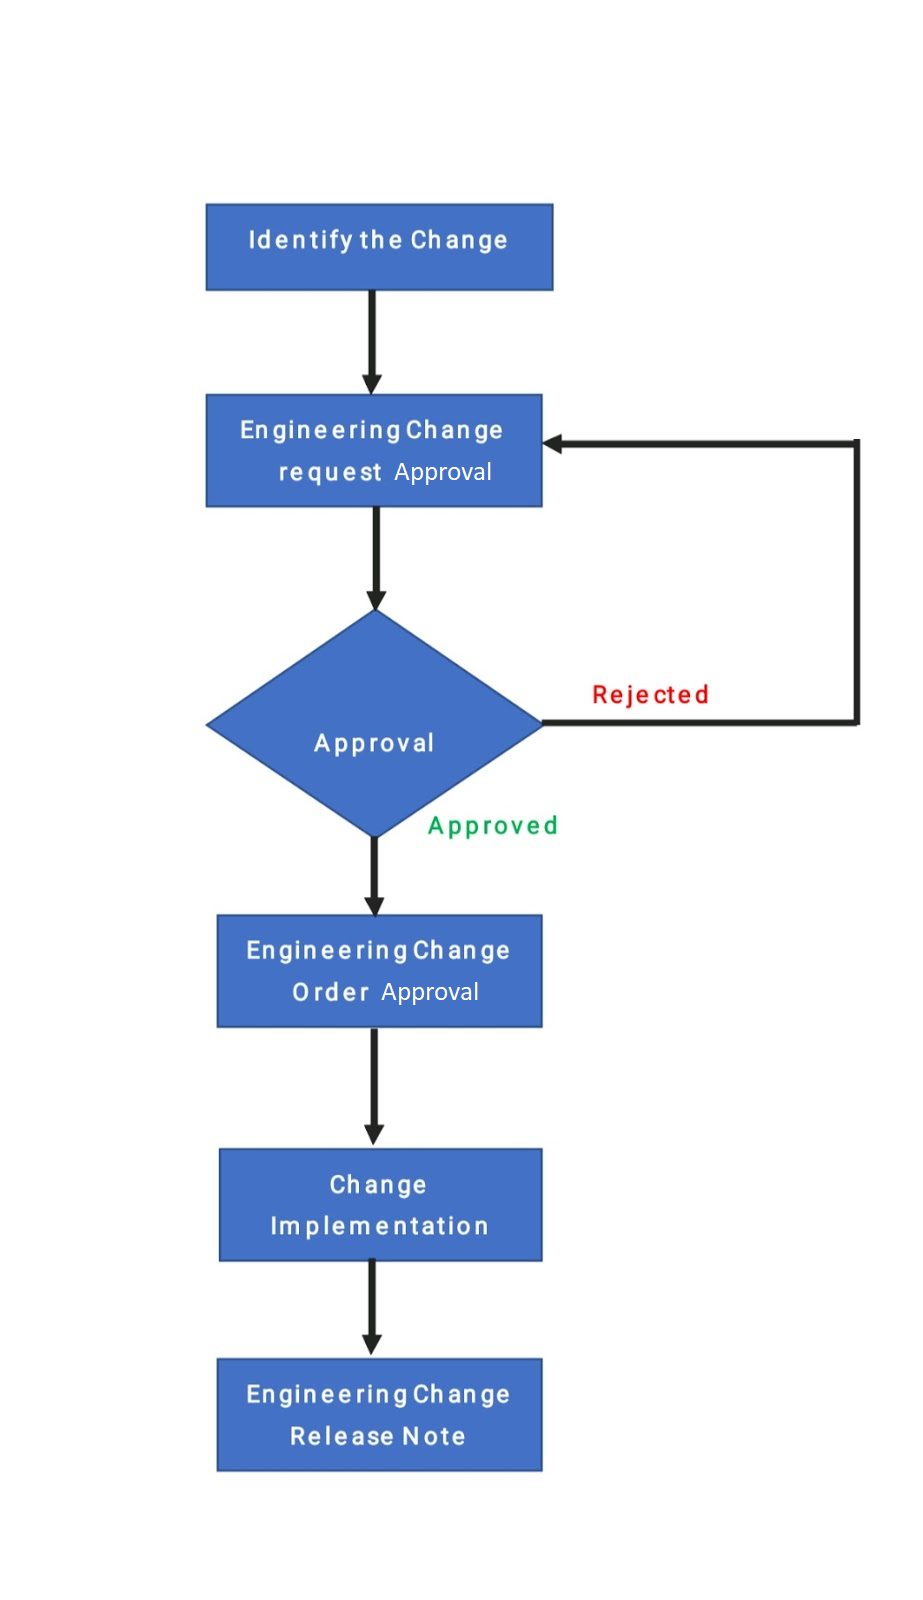 Identify the Change
Engineering Change
request Approval
Rejected
Approval
Approved
Engineering Change
Order Approval
Change
Implementation
Engineering Change
Release Note